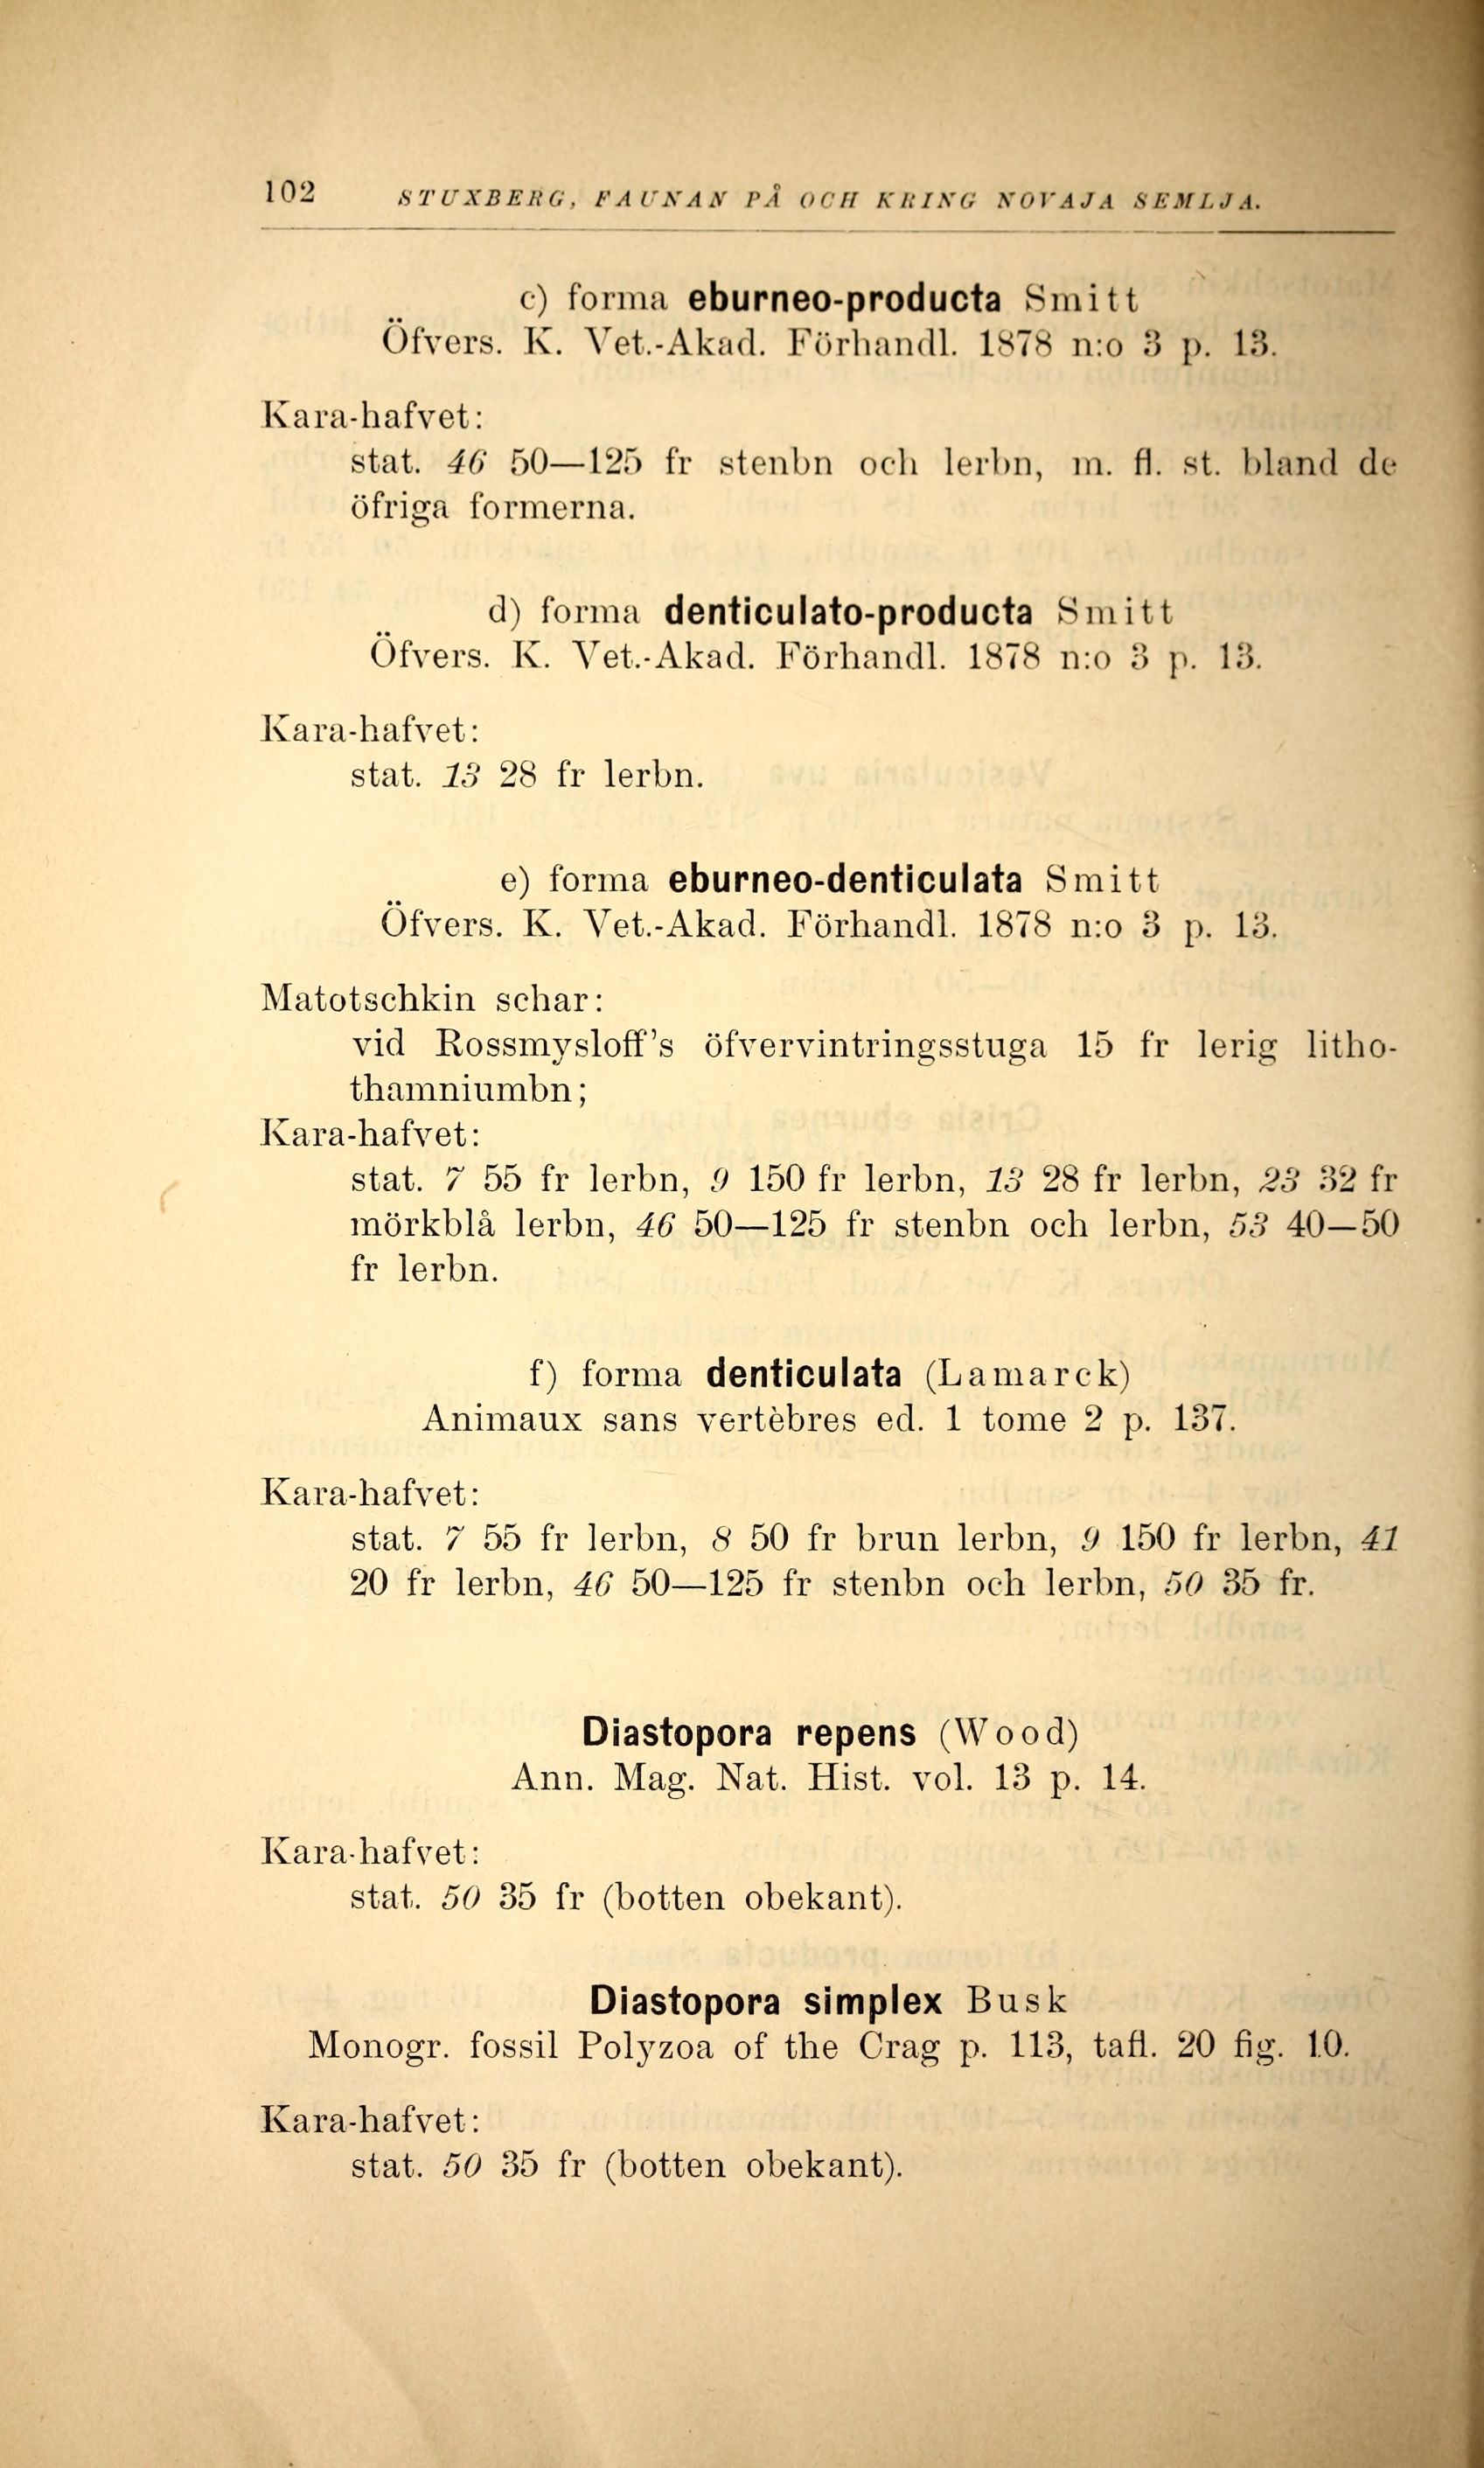 102 STUXBERG, FAUNAN PÅ OCH KRING NOVAJA SEMLJA.
c) forma eburneo-producta Smitt
Öfvers. K. Vet.-Akad. Förhandl. 1878 n:o 3 p. 13.
Kara-hafvet:
stat. 46 50—125 fr stenbn och lerbn, m. fl. st. bland de
öfriga formerna.
d) forma denticulato-producta Smitt
Öfvers. K. Vet.-Akad. Förhandl. 1878 n:o 3 p. 13.
Kara-hafvet:
stat. 13 28 fr lerbn.
e) forma eburneo-denticulata Smitt
Öfvers. K. Vet.-Akad. Förhandl. 1878 n:o 3 p. 13.
Matotschkin schar:
vid Rossmysloff's öfvervintringsstuga 15 fr lerig litho-
thamniumbn;
Kara-hafvet:
stat. 7 55 fr lerbn, 9 150 fr lerbn, 13 28 fr lerbn, 23 32 fr
mörkblå lerbn, 46 50—125 fr stenbn och lerbn, 53 40—50
fr lerbn.
f) forma denticulata (Lamarck)
Animaux sans vertèbres ed. 1 tome 2 p. 137.
Kara-hafvet:
stat. 7 55 fr lerbn, 8 50 fr brun lerbn, 9 150 fr lerbn, 41
20 fr lerbn, 46 50—125 fr stenbn och lerbn, 50 35 fr.
Diastopora repens (Wood)
Ann. Mag. Nat. Hist. vol. 13 p. 14.
Kara-hafvet:
stat. 50 35 fr (botten obekant).
Diastopora simplex Busk
Monogr. fossil Polyzoa of the Crag p. 113, tafl. 20 fig. 10.
Kara-hafvet:
stat. 50 35 fr (botten obekant).